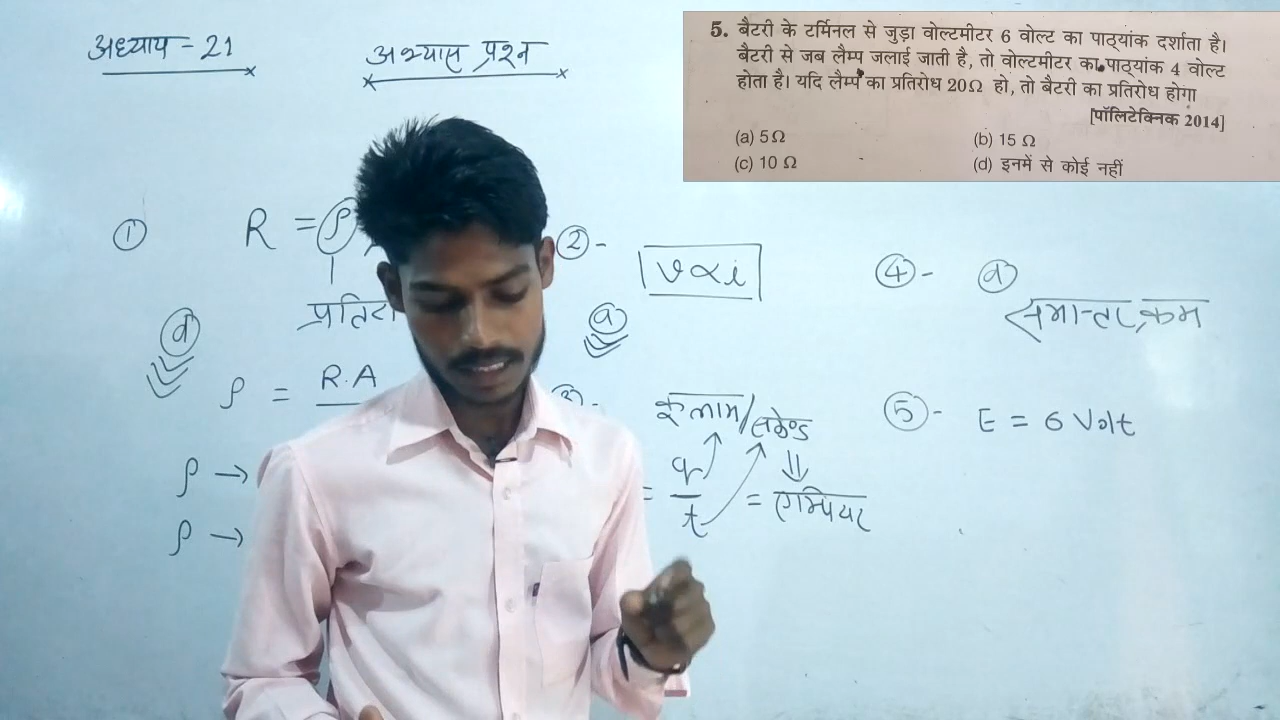 अध्याय - 21
अभ्यास प्रश्न
5. बैटरी के टर्मिनल से जुड़ा वोल्टमीटर 6 वोल्ट का पाठ्यांक दर्शाता है।
बैटरी से जब लैम्प जलाई जाती है, तो वोल्टमीटर का पाठ्यांक 4 वोल्ट
होता है। यदि लैम्प का प्रतिरोध 20Ω हो, तो बैटरी का प्रतिरोध होगा
[पॉलिटेक्निक 2014]
(a) 5Ω
(b) 15 Ω
(c) 10 Ω
(d) इनमें से कोई नहीं
① R = ρ
d
ρ = R.A
ρ →
ρ →
② -
v ∝ i
a
कूलाम/सेकेण्ड
= q/t = एम्पियर
④ - d
समान्तर क्रम
⑤ - E = 6 Volt